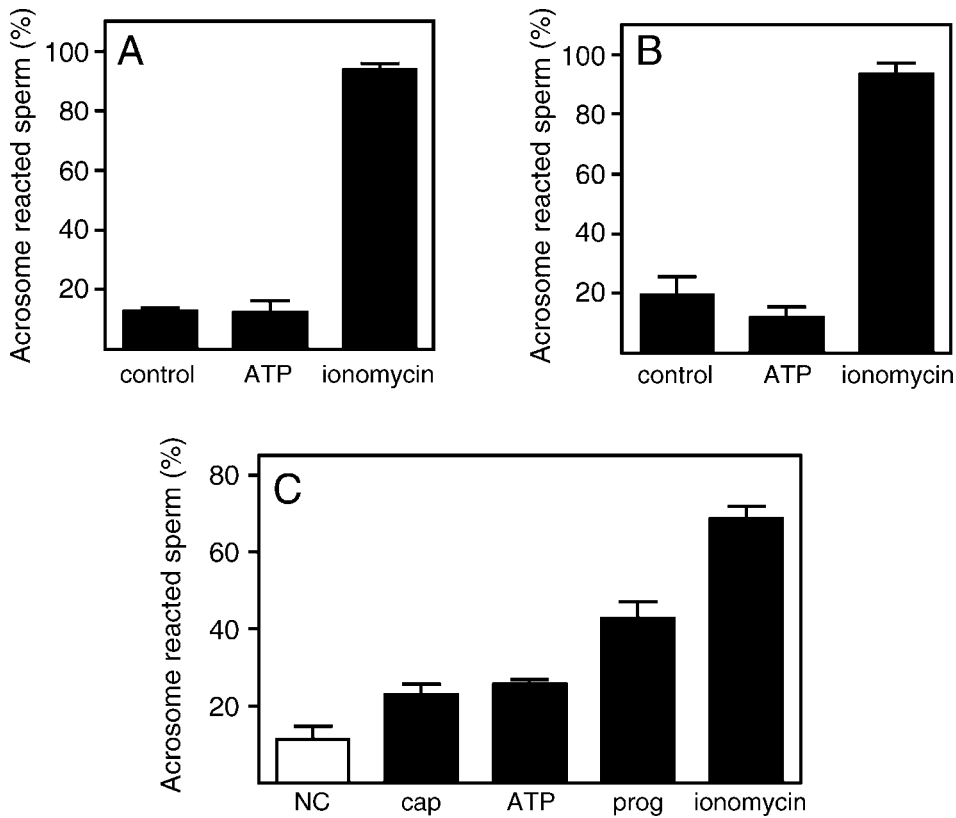 A
Acrosome reacted sperm (%)
100
80
60
40
20
control ATP ionomycin
B
Acrosome reacted sperm (%)
100
80
60
40
20
control ATP ionomycin
C
Acrosome reacted sperm (%)
80
60
40
20
NC cap ATP prog ionomycin